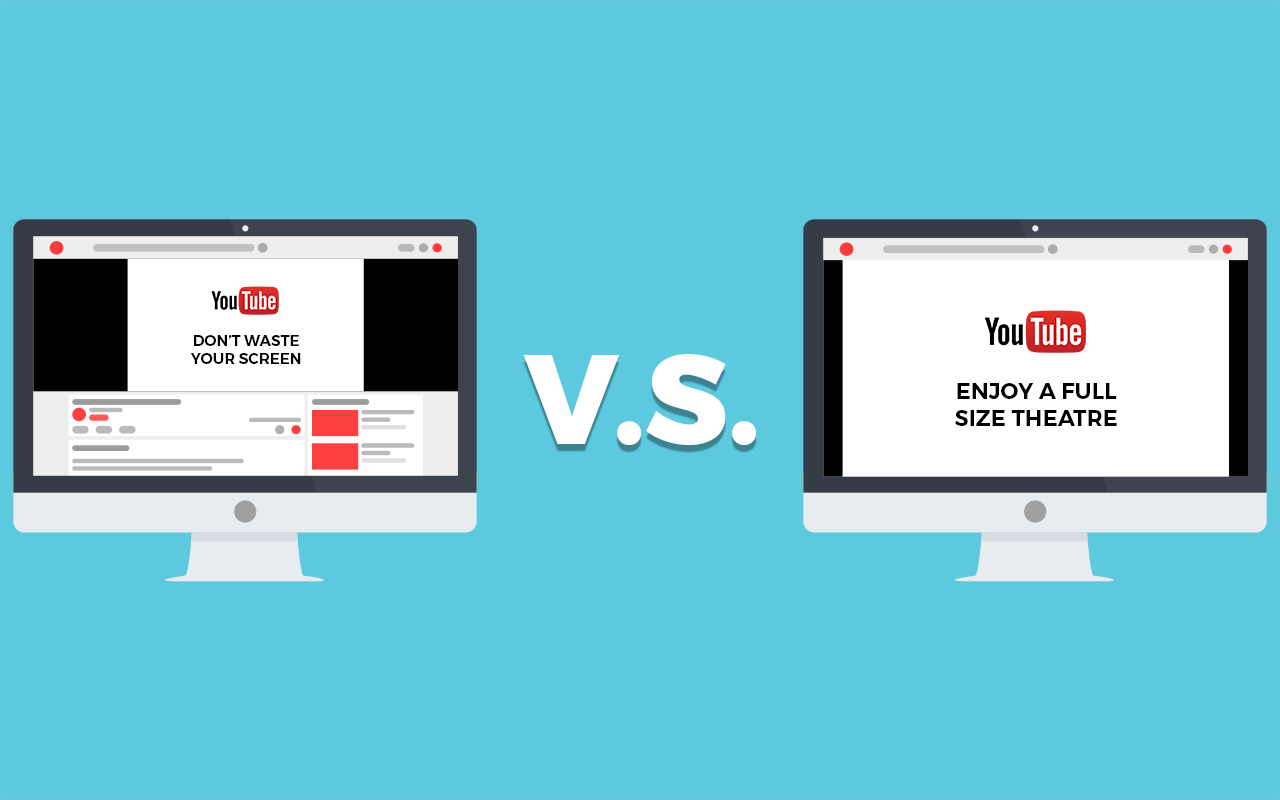 YouTube
DON'T WASTE
YOUR SCREEN
V.S.
YouTube
ENJOY A FULL
SIZE THEATRE